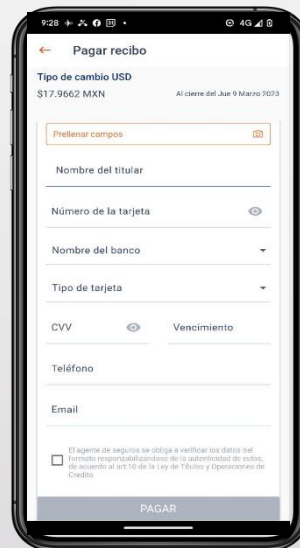 9:28
4G
Pagar recibo
Tipo de cambio USD
$17.9662 MXN Al cierre del Jue 9 Marzo 2023
Prellenar campos
Nombre del titular
Número de la tarjeta
Nombre del banco
Tipo de tarjeta
CVV Vencimiento
Teléfono
Email
El agente de seguros se obliga a verificar los datos del
formato responsabilizándose de la autenticidad de estos,
de acuerdo al art 10 de la Ley de Títulos y Operaciones de
Credito
PAGAR